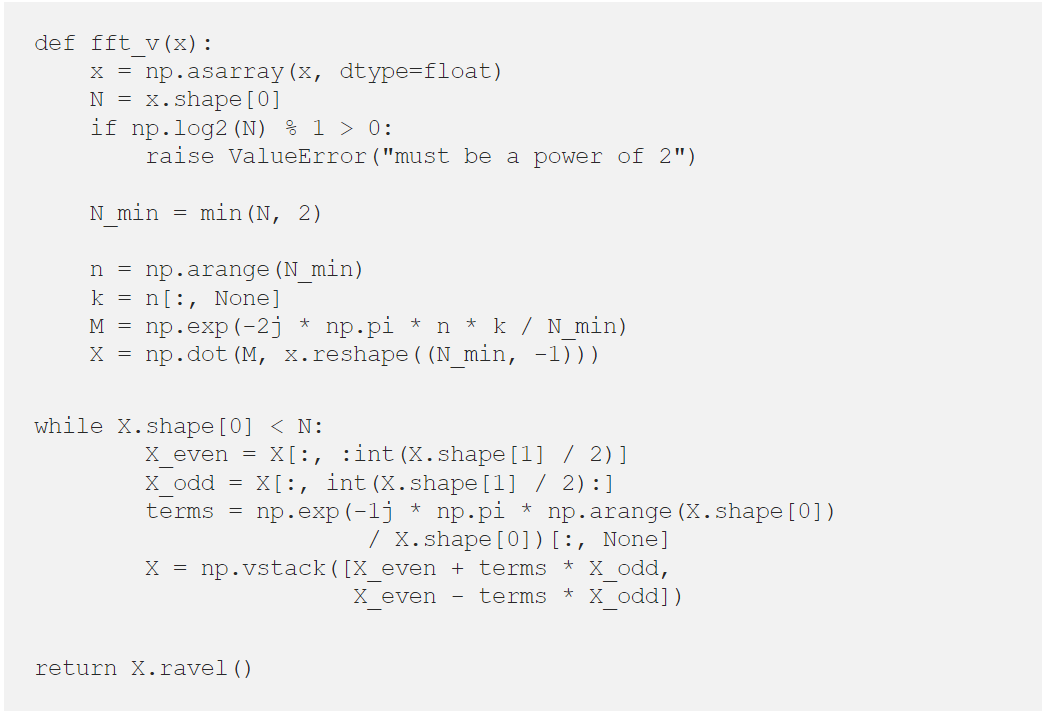 def fft_v(x):
    x = np.asarray(x, dtype=float)
    N = x.shape[0]
    if np.log2(N) % 1 > 0:
        raise ValueError("must be a power of 2")

    N_min = min(N, 2)

    n = np.arange(N_min)
    k = n[:, None]
    M = np.exp(-2j * np.pi * n * k / N_min)
    X = np.dot(M, x.reshape((N_min, -1)))

while X.shape[0] < N:
        X_even = X[:, :int(X.shape[1] / 2)]
        X_odd = X[:, int(X.shape[1] / 2):]
        terms = np.exp(-1j * np.pi * np.arange(X.shape[0])
                        / X.shape[0])[:, None]
        X = np.vstack([X_even + terms * X_odd,
                       X_even - terms * X_odd])

return X.ravel()